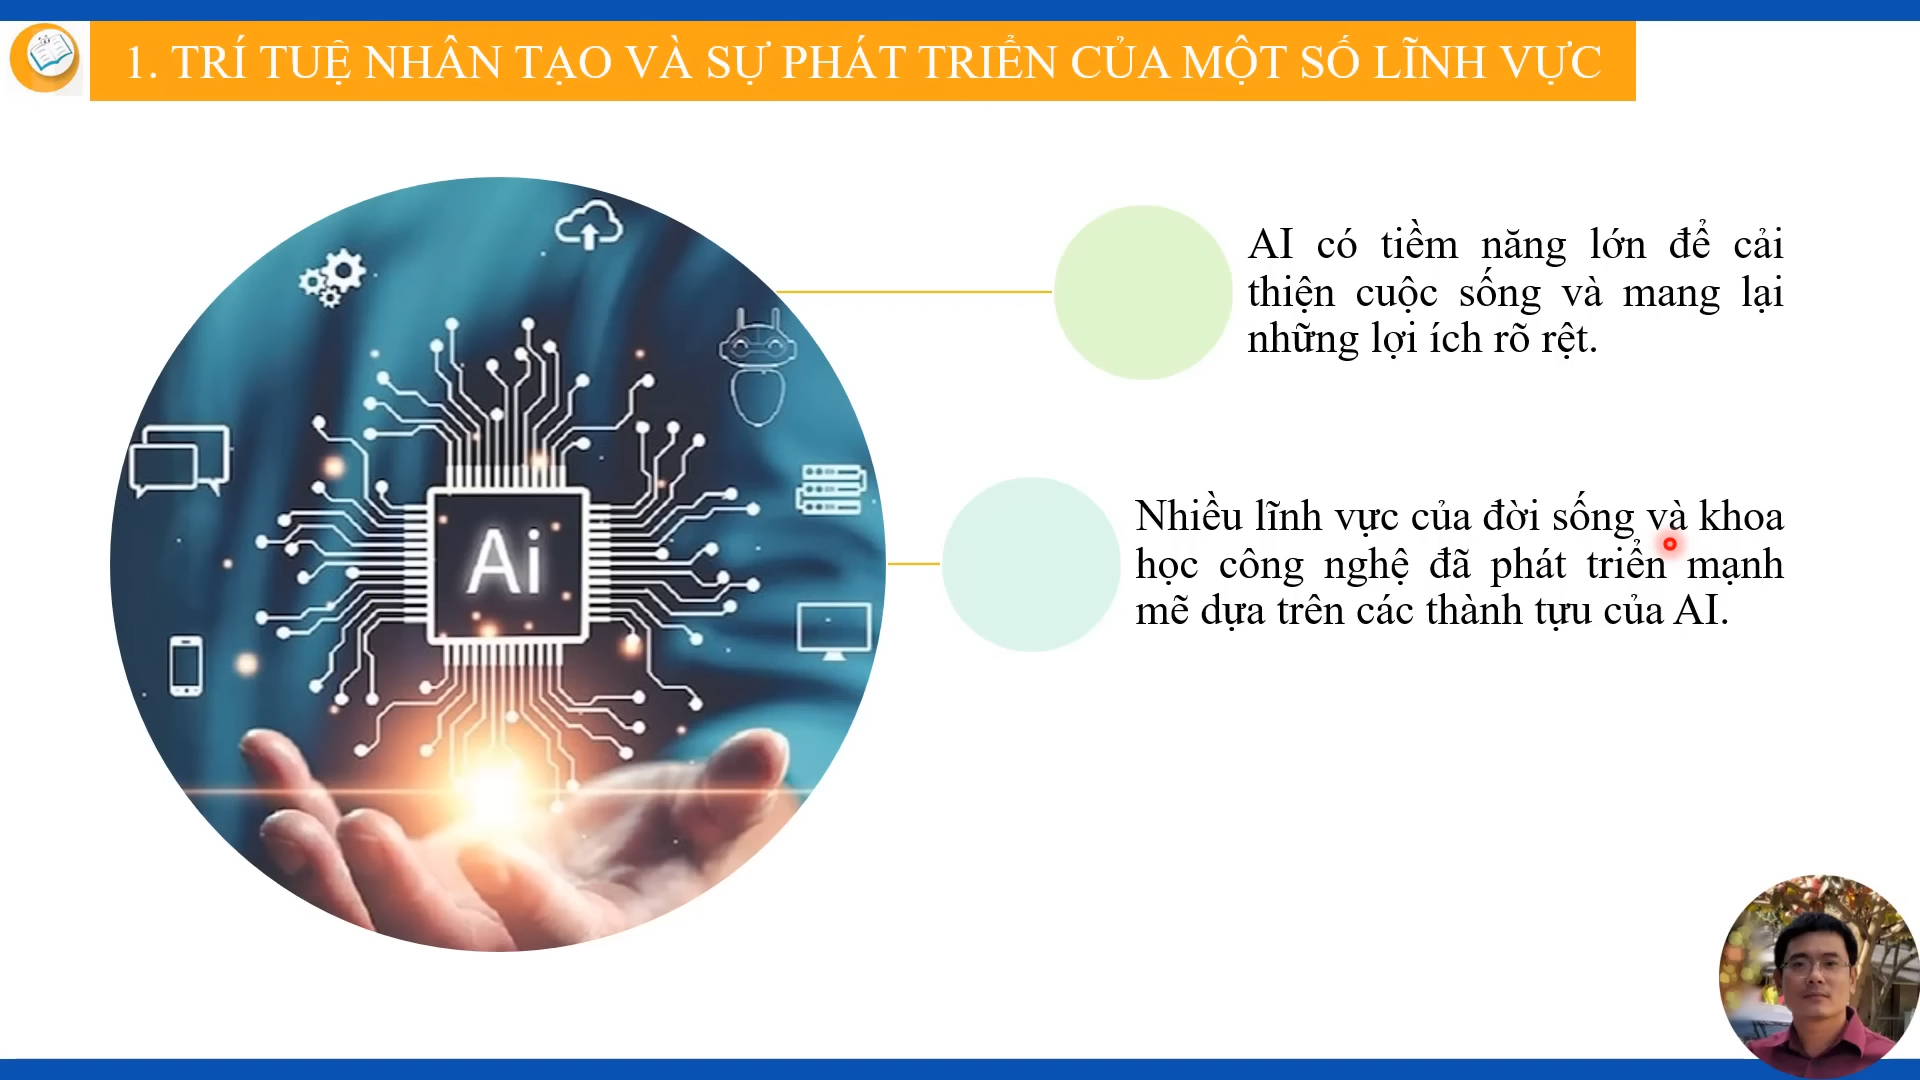 1. TRÍ TUỆ NHÂN TẠO VÀ SỰ PHÁT TRIỂN CỦA MỘT SỐ LĨNH VỰC
AI có tiềm năng lớn để cải
thiện cuộc sống và mang lại
những lợi ích rõ rệt.
Ai
Nhiều lĩnh vực của đời sống và khoa
học công nghệ đã phát triển mạnh
mẽ dựa trên các thành tựu của AI.